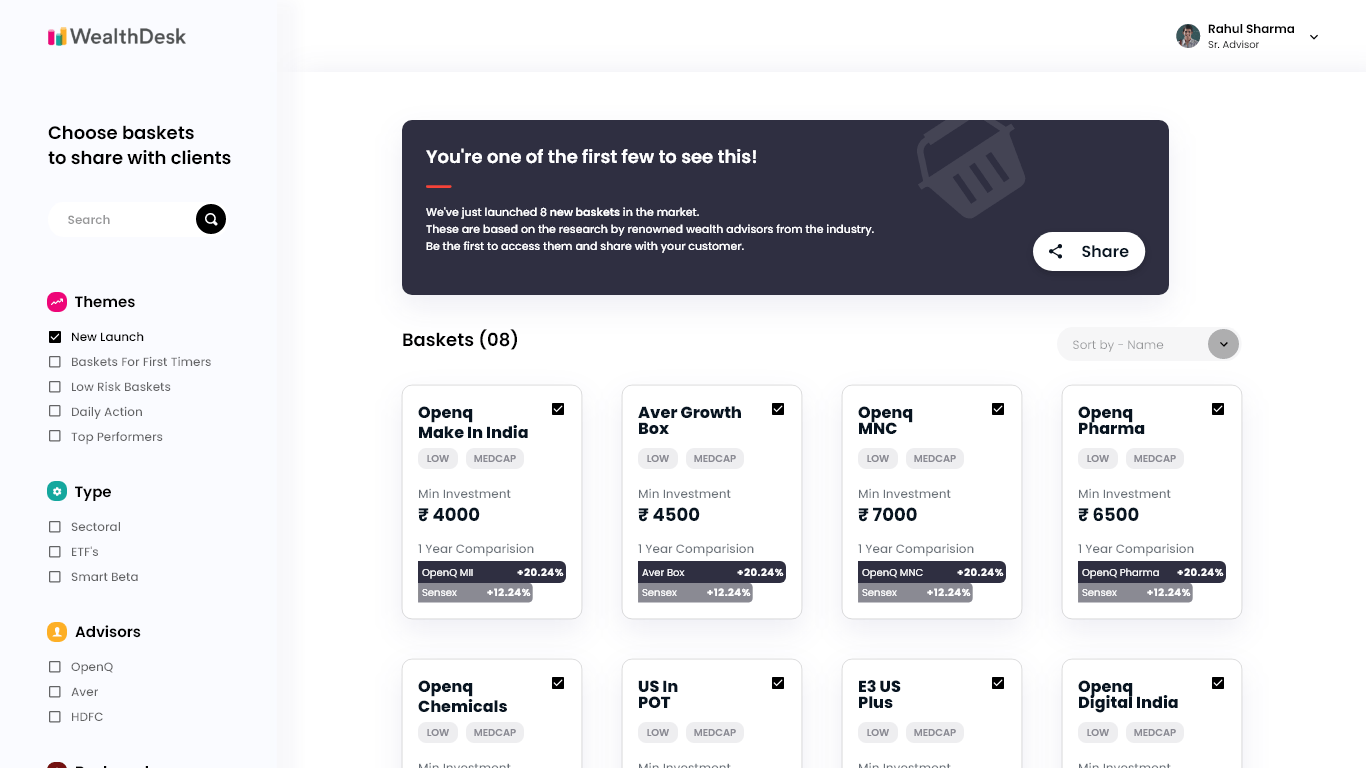 WealthDesk
Rahul Sharma
Sr. Advisor
Choose baskets
to share with clients
Search
Themes
New Launch
Baskets For First Timers
Low Risk Baskets
Daily Action
Top Performers
Type
Sectoral
ETF's
Smart Beta
Advisors
OpenQ
Aver
HDFC
You're one of the first few to see this!
We've just launched 8 new baskets in the market.
These are based on the research by renowned wealth advisors from the industry.
Be the first to access them and share with your customer.
Share
Baskets (08)
Sort by - Name
Openq
Make In India
LOW MEDCAP
Min Investment
₹ 4000
1 Year Comparision
OpenQ MII +20.24%
Sensex +12.24%
Aver Growth
Box
LOW MEDCAP
Min Investment
₹ 4500
1 Year Comparision
Aver Box +20.24%
Sensex +12.24%
Openq
MNC
LOW MEDCAP
Min Investment
₹ 7000
1 Year Comparision
OpenQ MNC +20.24%
Sensex +12.24%
Openq
Pharma
LOW MEDCAP
Min Investment
₹ 6500
1 Year Comparision
OpenQ Pharma +20.24%
Sensex +12.24%
Openq
Chemicals
LOW MEDCAP
Min Investment
US In
POT
LOW MEDCAP
Min Investment
E3 US
Plus
LOW MEDCAP
Min Investment
Openq
Digital India
LOW MEDCAP
Min Investment